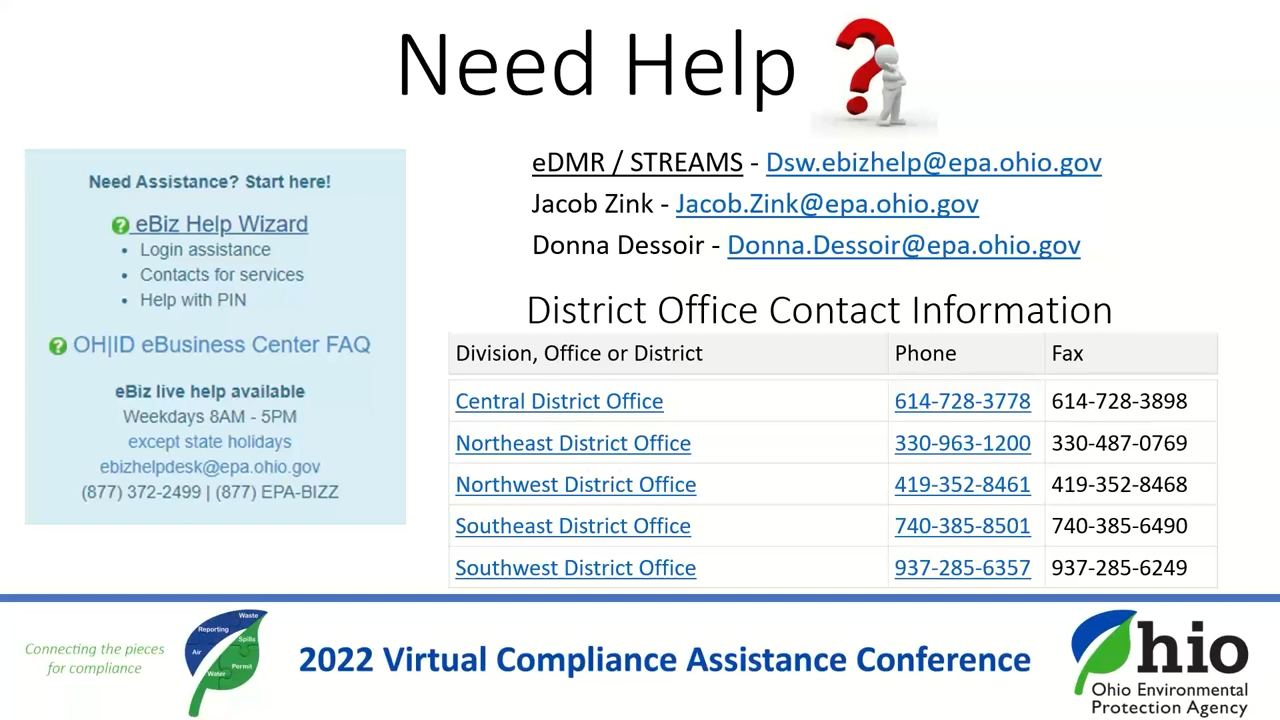 Need Help
Need Assistance? Start here!
eBiz Help Wizard
• Login assistance
• Contacts for services
• Help with PIN
OH|ID eBusiness Center FAQ
eBiz live help available
Weekdays 8AM - 5PM
except state holidays
ebizhelpdesk@epa.ohio.gov
(877) 372-2499 | (877) EPA-BIZZ
eDMR / STREAMS - Dsw.ebizhelp@epa.ohio.gov
Jacob Zink - Jacob.Zink@epa.ohio.gov
Donna Dessoir - Donna.Dessoir@epa.ohio.gov
District Office Contact Information
Division, Office or District Phone Fax
Central District Office 614-728-3778 614-728-3898
Northeast District Office 330-963-1200 330-487-0769
Northwest District Office 419-352-8461 419-352-8468
Southeast District Office 740-385-8501 740-385-6490
Southwest District Office 937-285-6357 937-285-6249
Connecting the pieces
for compliance
Waste
Reporting
Spills
Air
Permit
Water
2022 Virtual Compliance Assistance Conference
Ohio
Ohio Environmental
Protection Agency